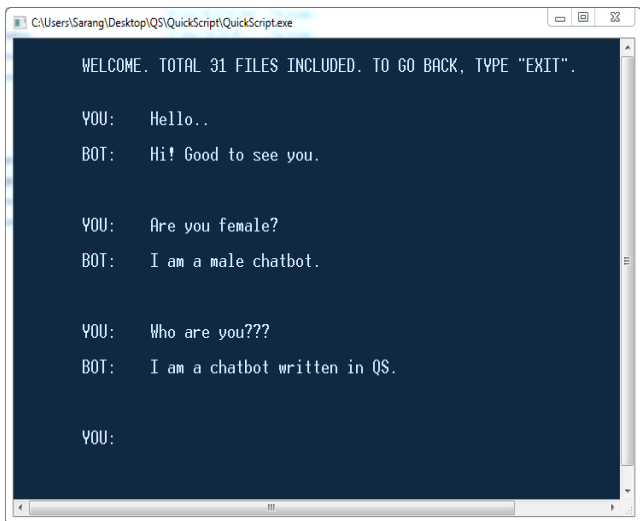 C:\Users\Sarang\Desktop\QS\QuickScript\QuickScript.exe
WELCOME. TOTAL 31 FILES INCLUDED. TO GO BACK, TYPE "EXIT".
YOU: Hello..
BOT: Hi! Good to see you.
YOU: Are you female?
BOT: I am a male chatbot.
YOU: Who are you???
BOT: I am a chatbot written in QS.
YOU: